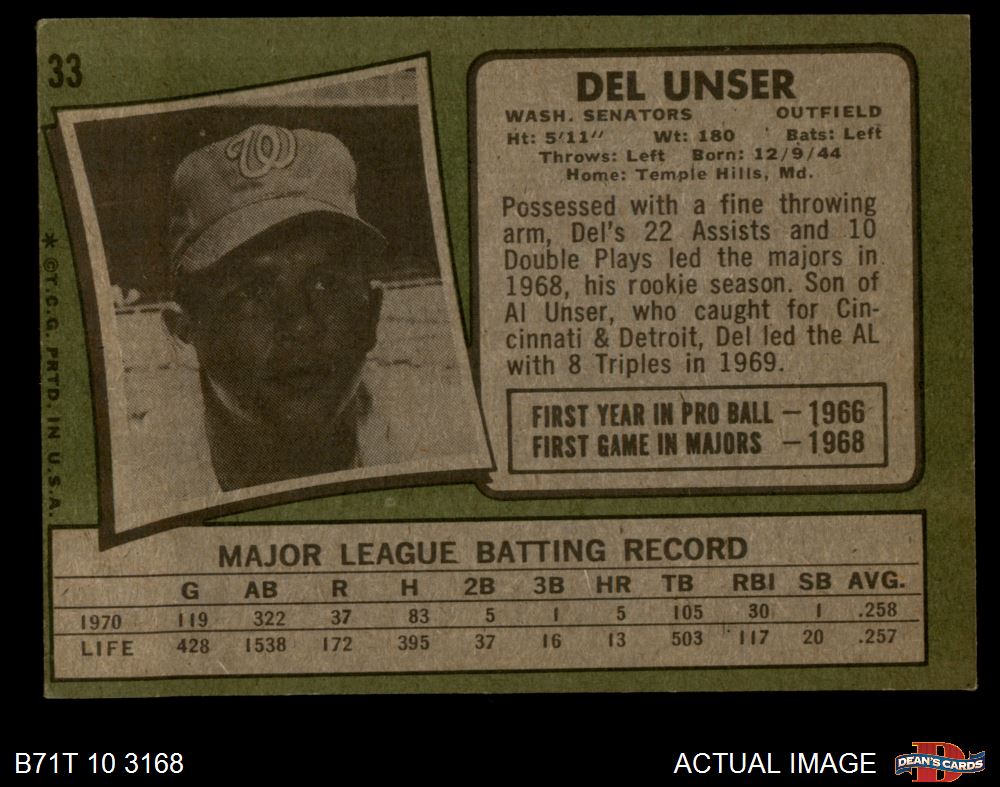 33
DEL UNSER
WASH. SENATORS OUTFIELD
Ht: 5'11" Wt: 180 Bats: Left
Throws: Left Born: 12/9/44
Home: Temple Hills, Md.
Possessed with a fine throwing
arm, Del's 22 Assists and 10
Double Plays led the majors in
1968, his rookie season. Son of
Al Unser, who caught for Cin-
cinnati & Detroit, Del led the AL
with 8 Triples in 1969.
FIRST YEAR IN PRO BALL – 1966
FIRST GAME IN MAJORS – 1968
W
* © T.C.G. PRTD. IN U.S.A.
MAJOR LEAGUE BATTING RECORD
G AB R H 2B 3B HR TB RBI SB AVG.
1970 119 322 37 83 5 1 5 105 30 1 .258
LIFE 428 1538 172 395 37 16 13 503 117 20 .257
B71T 10 3168 ACTUAL IMAGE
D
DEAN'S CARDS